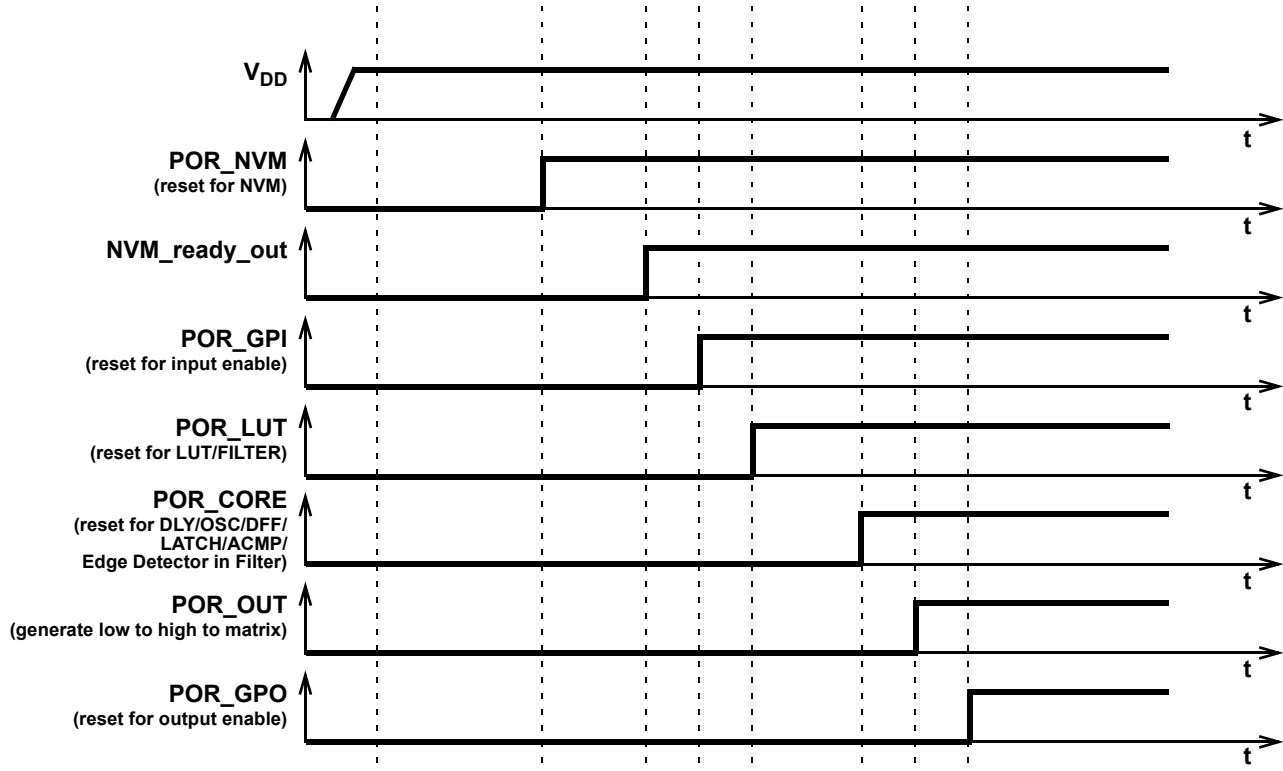 VDD
t
POR_NVM
(reset for NVM)
t
NVM_ready_out
t
POR_GPI
(reset for input enable)
t
POR_LUT
(reset for LUT/FILTER)
t
POR_CORE
(reset for DLY/OSC/DFF/
LATCH/ACMP/
Edge Detector in Filter)
t
POR_OUT
(generate low to high to matrix)
t
POR_GPO
(reset for output enable)
t